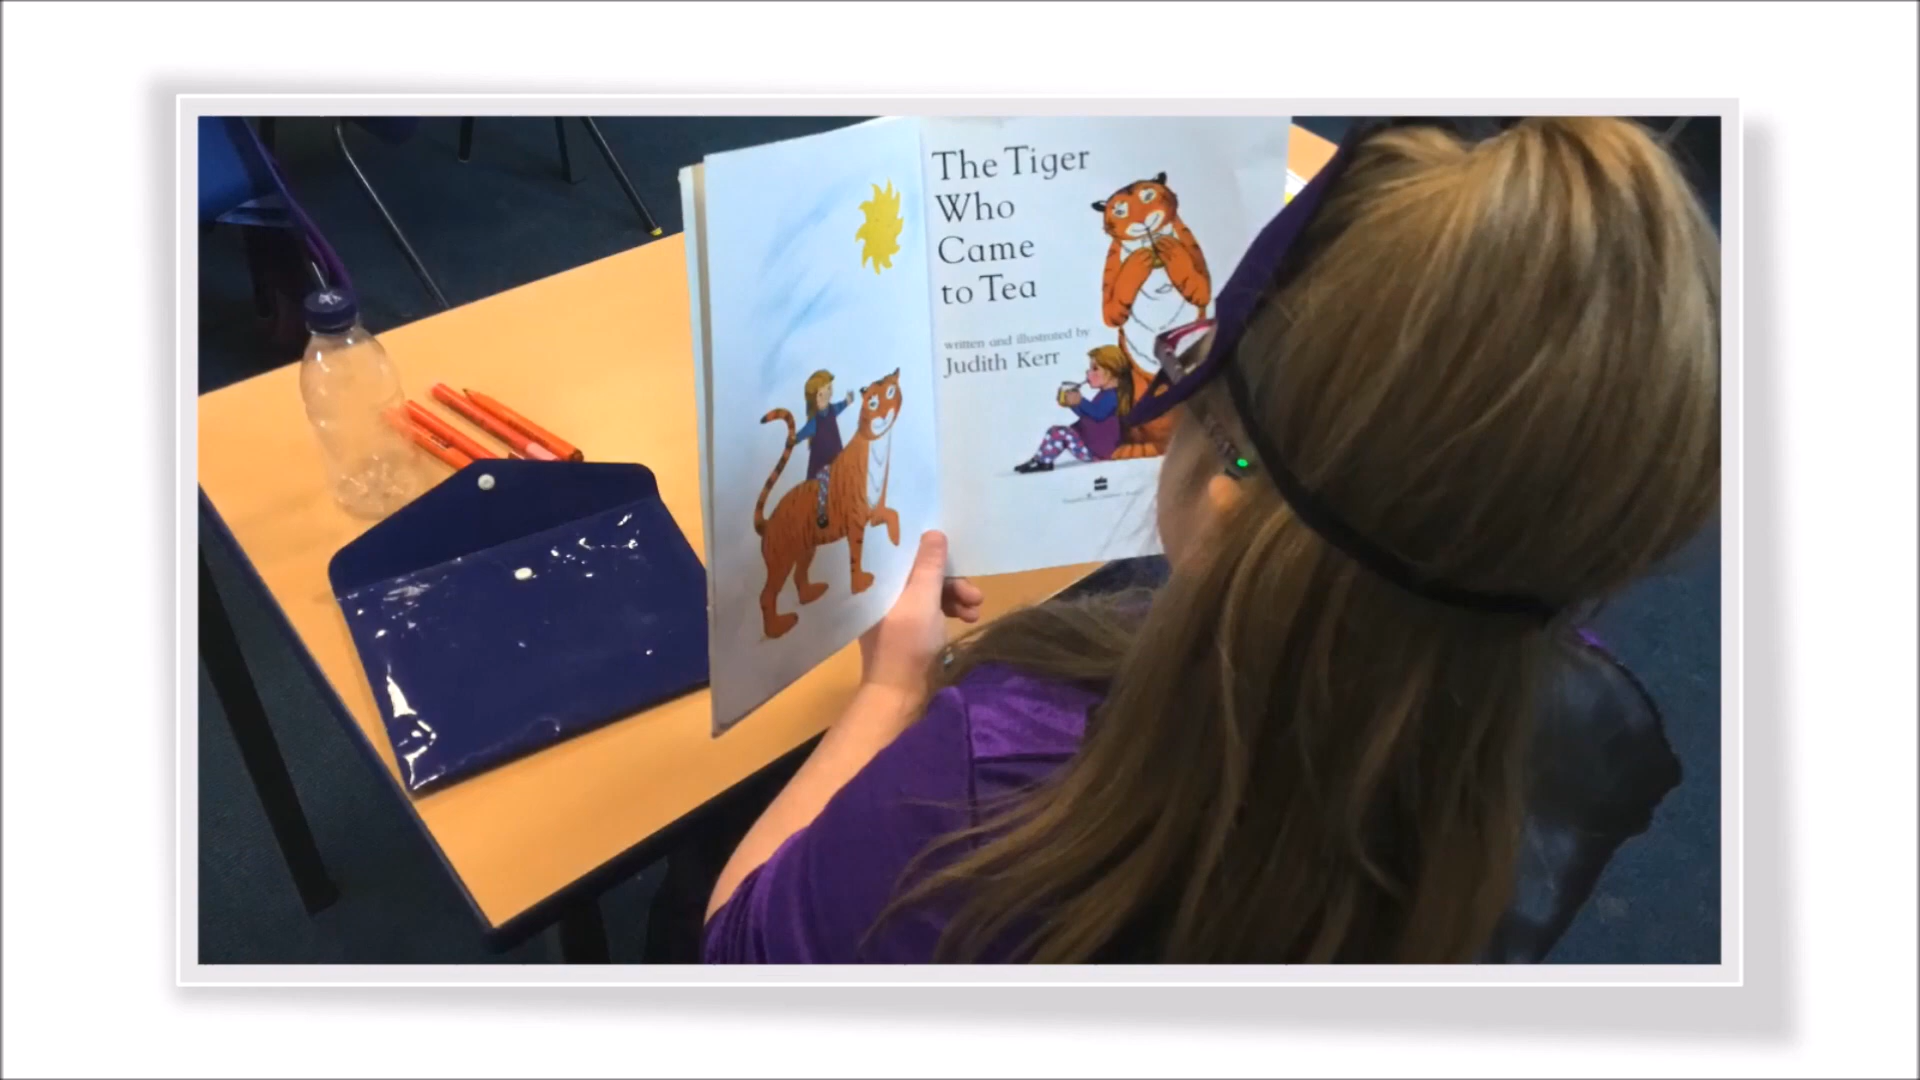 The Tiger
Who
Came
to Tea
written and illustrated by
Judith Kerr